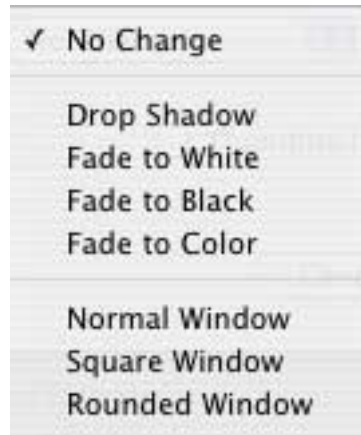 ✓ No Change
Drop Shadow
Fade to White
Fade to Black
Fade to Color
Normal Window
Square Window
Rounded Window